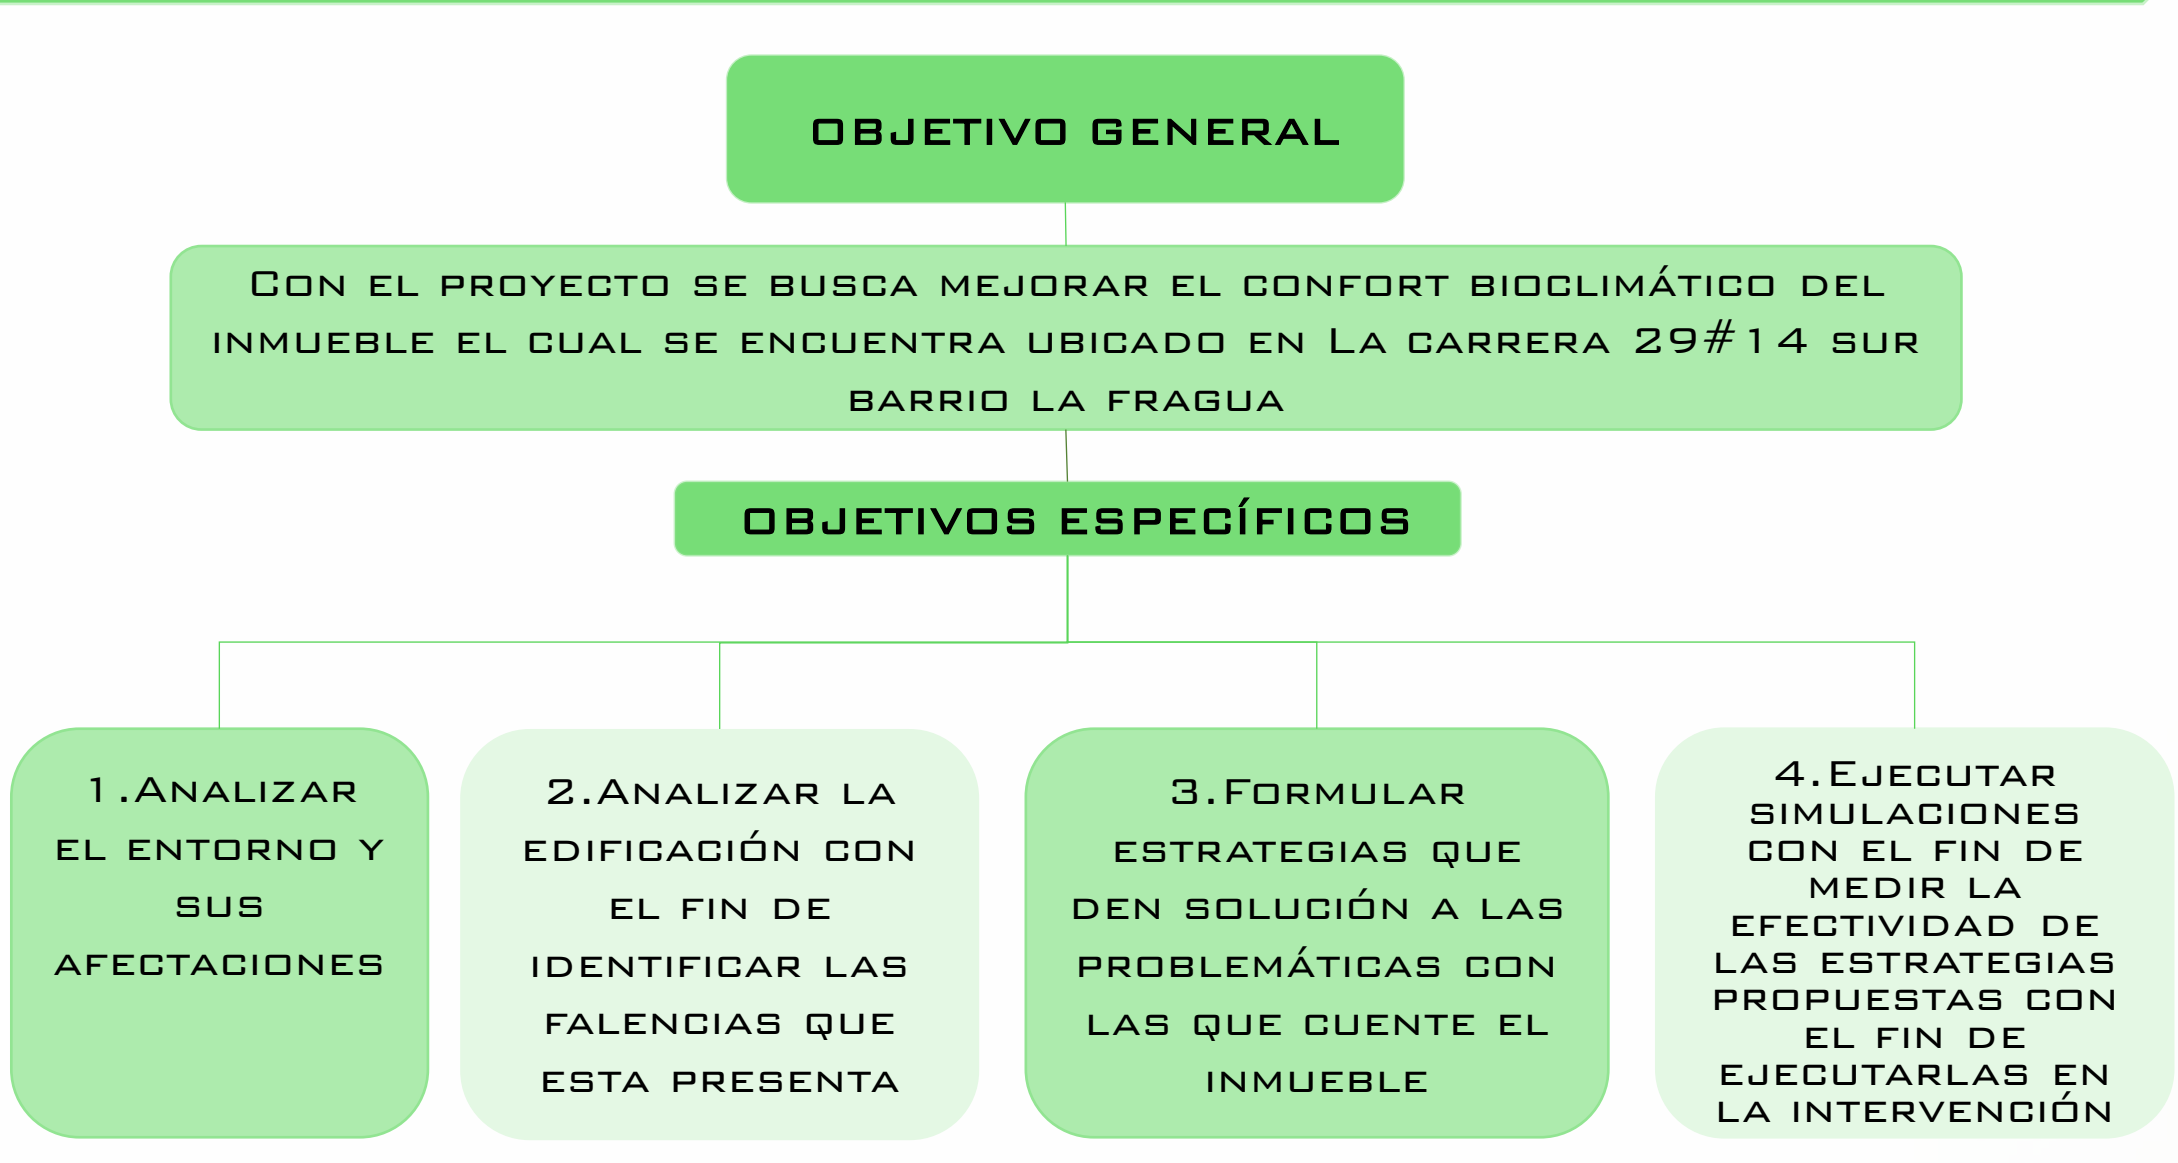 OBJETIVO GENERAL
Con el proyecto se busca mejorar el confort bioclimático del
inmueble el cual se encuentra ubicado en La carrera 29#14 sur
barrio la fragua
OBJETIVOS ESPECÍFICOS
1.Analizar
el entorno y
sus
afectaciones
2.Analizar la
edificación con
el fin de
identificar las
falencias que
esta presenta
3.Formular
estrategias que
den solución a las
problemáticas con
las que cuente el
inmueble
4.Ejecutar
simulaciones
con el fin de
medir la
efectividad de
las estrategias
propuestas con
el fin de
ejecutarlas en
la intervención